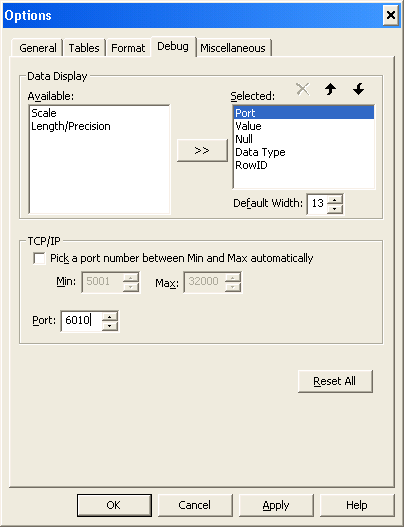 Options
General Tables Format Debug Miscellaneous
Data Display
Available:
Scale
Length/Precision
>>
Selected:
Port
Value
Null
Data Type
RowID
Default Width: 13
TCP/IP
Pick a port number between Min and Max automatically
Min: 5001 Max: 32000
Port: 6010
Reset All
OK Cancel Apply Help